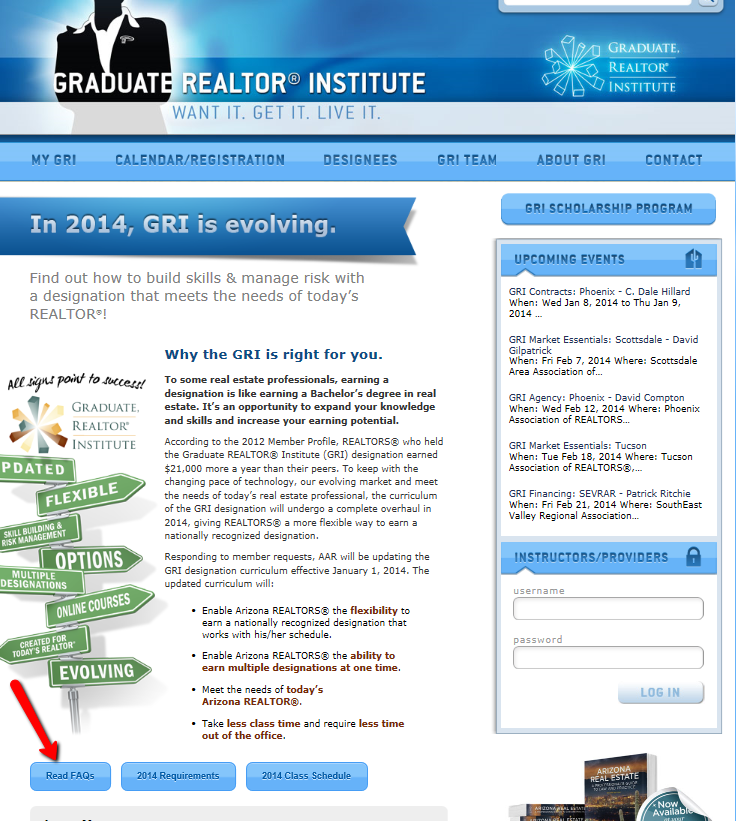 GRADUATE REALTOR® INSTITUTE
WANT IT. GET IT. LIVE IT.
GRADUATE.
REALTOR®
INSTITUTE
MY GRI
CALENDAR/REGISTRATION
DESIGNEES
GRI TEAM
ABOUT GRI
CONTACT
In 2014, GRI is evolving.
Find out how to build skills & manage risk with
a designation that meets the needs of today's
REALTOR®!
All signs point to success!
GRADUATE.
REALTOR®
INSTITUTE
UPDATED
FLEXIBLE
SKILL BUILDING &
RISK MANAGEMENT
OPTIONS
MULTIPLE
DESIGNATIONS
ONLINE COURSES
CREATED FOR
TODAY'S REALTOR®
EVOLVING
Why the GRI is right for you.
To some real estate professionals, earning a
designation is like earning a Bachelor's degree in real
estate. It's an opportunity to expand your knowledge
and skills and increase your earning potential.
According to the 2012 Member Profile, REALTORS® who held
the Graduate REALTOR® Institute (GRI) designation earned
$21,000 more a year than their peers. To keep with the
changing pace of technology, our evolving market and meet
the needs of today's real estate professional, the curriculum
of the GRI designation will undergo a complete overhaul in
2014, giving REALTORS® a more flexible way to earn a
nationally recognized designation.
Responding to member requests, AAR will be updating the
GRI designation curriculum effective January 1, 2014. The
updated curriculum will:
• Enable Arizona REALTORS® the flexibility to
earn a nationally recognized designation that
works with his/her schedule.
• Enable Arizona REALTORS® the ability to
earn multiple designations at one time.
• Meet the needs of today's
Arizona REALTOR®.
• Take less class time and require less time
out of the office.
Read FAQs
2014 Requirements
2014 Class Schedule
GRI SCHOLARSHIP PROGRAM
UPCOMING EVENTS
GRI Contracts: Phoenix - C. Dale Hillard
When: Wed Jan 8, 2014 to Thu Jan 9,
2014 ...
GRI Market Essentials: Scottsdale - David
Gilpatrick
When: Fri Feb 7, 2014 Where: Scottsdale
Area Association of...
GRI Agency: Phoenix - David Compton
When: Wed Feb 12, 2014 Where: Phoenix
Association of REALTORS...
GRI Market Essentials: Tucson
When: Tue Feb 18, 2014 Where: Tucson
Association of REALTORS®,...
GRI Financing: SEVRAR - Patrick Ritchie
When: Fri Feb 21, 2014 Where: SouthEast
Valley Regional Association...
INSTRUCTORS/PROVIDERS
username
password
LOG IN
ARIZONA
REAL ESTATE
Now
Available